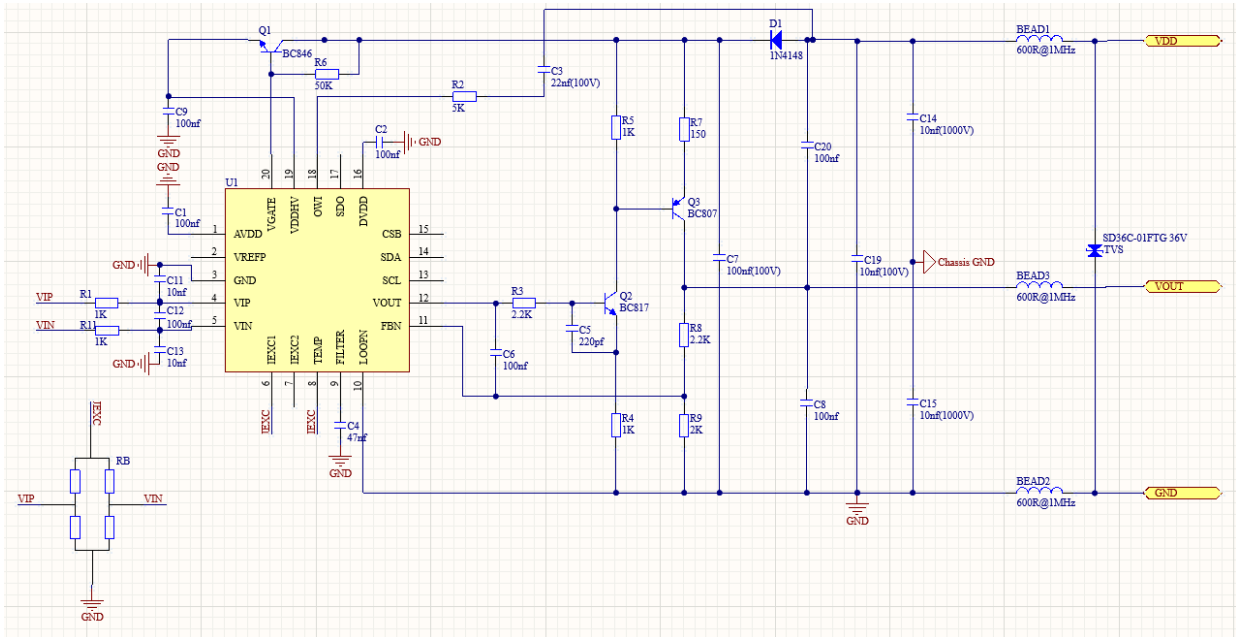 Q1
BC846
R6
50K
R2
5K
C3
22nf(100V)
D1
1N4148
BEAD1
600R@1MHz
VDD
C9
100nf
GND
GND
C2
100nf
GND
R5
1K
R7
150
C14
10nf(1000V)
C20
100nf
U1
C1
100nf
20
19
18
17
16
VGATE
VDDHV
OWI
SDO
DVDD
Q3
BC807
1
AVDD
CSB
15
2
VREFP
SDA
14
3
GND
SCL
13
4
VIP
VOUT
12
5
VIN
FBN
11
GND
C11
10nf
VIP
R1
1K
C12
100nf
VIN
R11
1K
GND
C13
10nf
IEXC1
IEXC2
TEMP
FILTER
LOOPN
6
7
8
9
10
IEXC
IEXC
C4
47nf
GND
R3
2.2K
Q2
BC817
C5
220pf
C6
100nf
C7
100nf(100V)
C19
10nf(100V)
Chassis GND
SD36C-01FTG 36V
TVS
BEAD3
600R@1MHz
VOUT
R8
2.2K
R4
1K
R9
2K
C8
100nf
C15
10nf(1000V)
BEAD2
600R@1MHz
GND
GND
IEXC
RB
VIP
VIN
GND